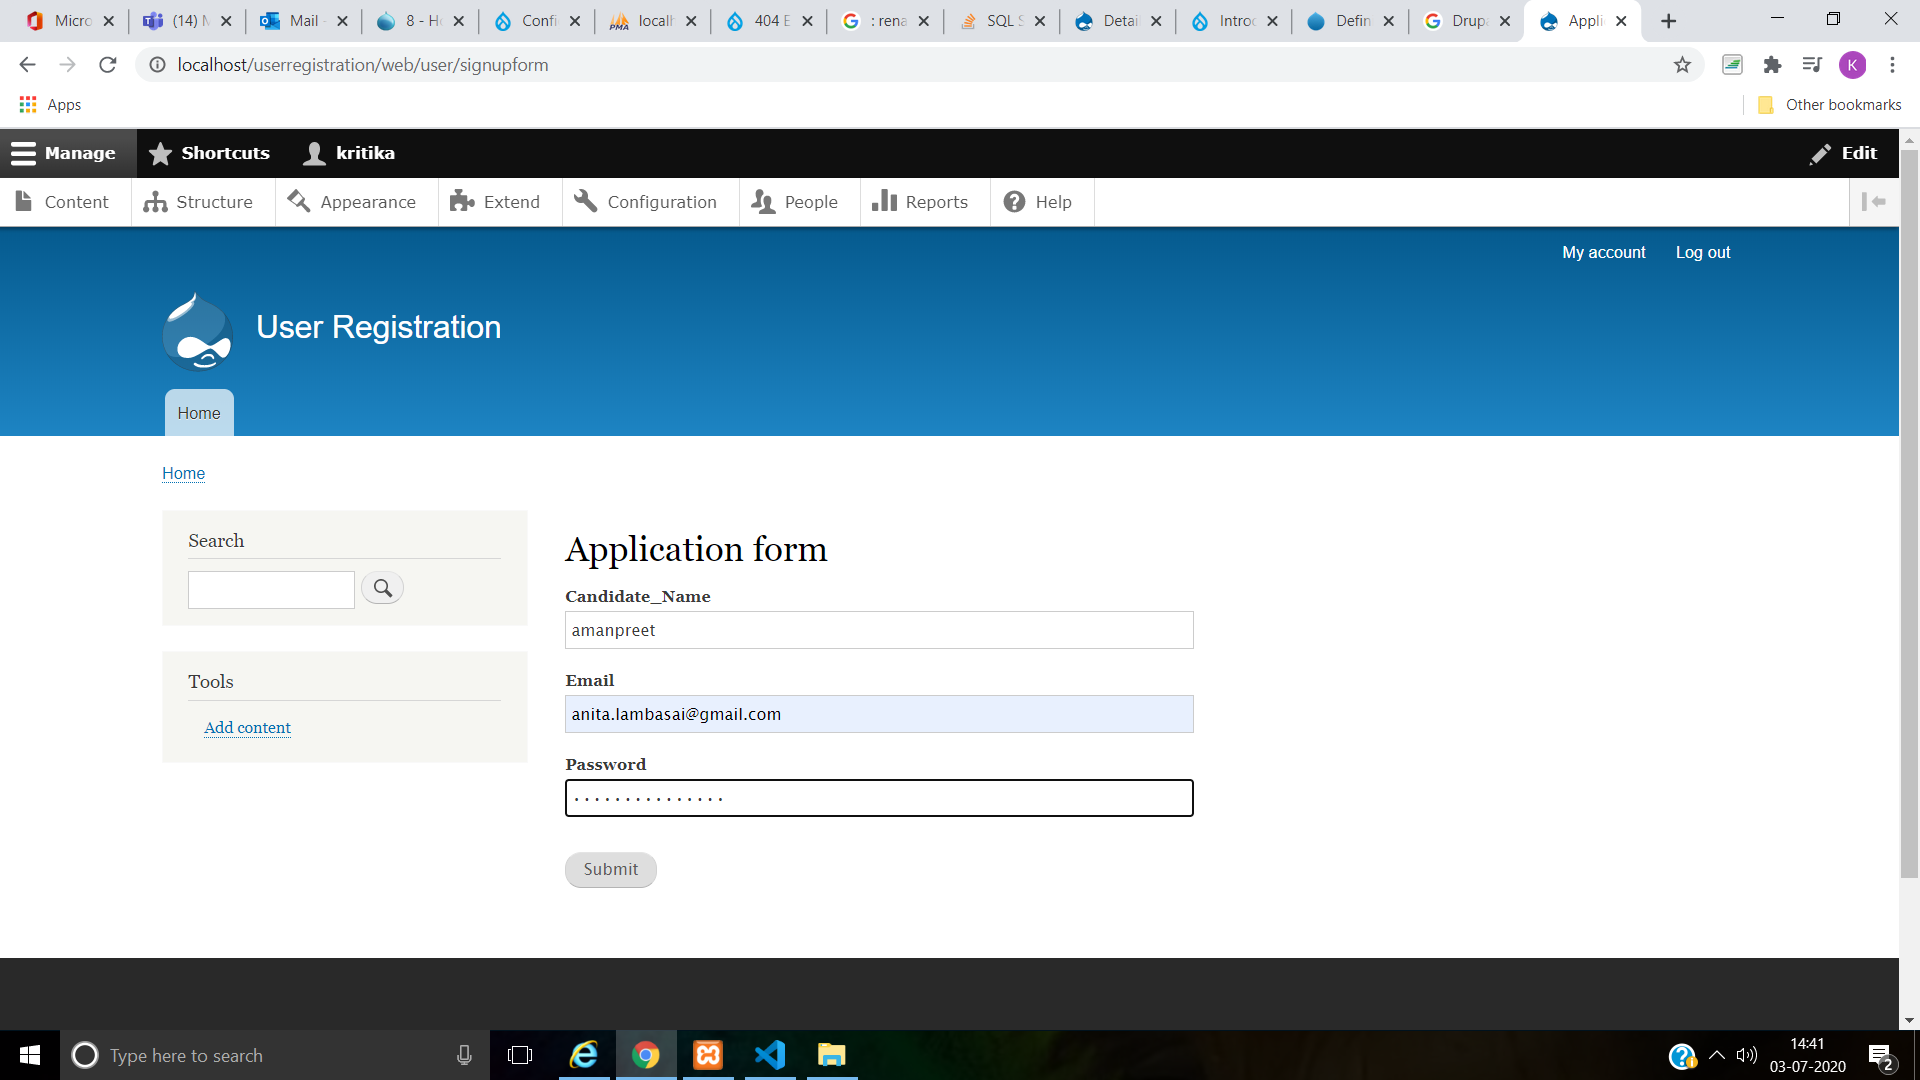 Micro
(14) M
Mail -
8 - Ho
Confi
localh
404 E
: rena
SQL S
Detai
Introd
Defin
Drup
Appli
localhost/userregistration/web/user/signupform
K
Apps
Other bookmarks
Manage
Shortcuts
kritika
Edit
Content
Structure
Appearance
Extend
Configuration
People
Reports
Help
My account
Log out
User Registration
Home
Home
Search
Tools
Add content
Application form
Candidate_Name
amanpreet
Email
anita.lambasai@gmail.com
Password
Submit
Type here to search
14:41
03-07-2020
2